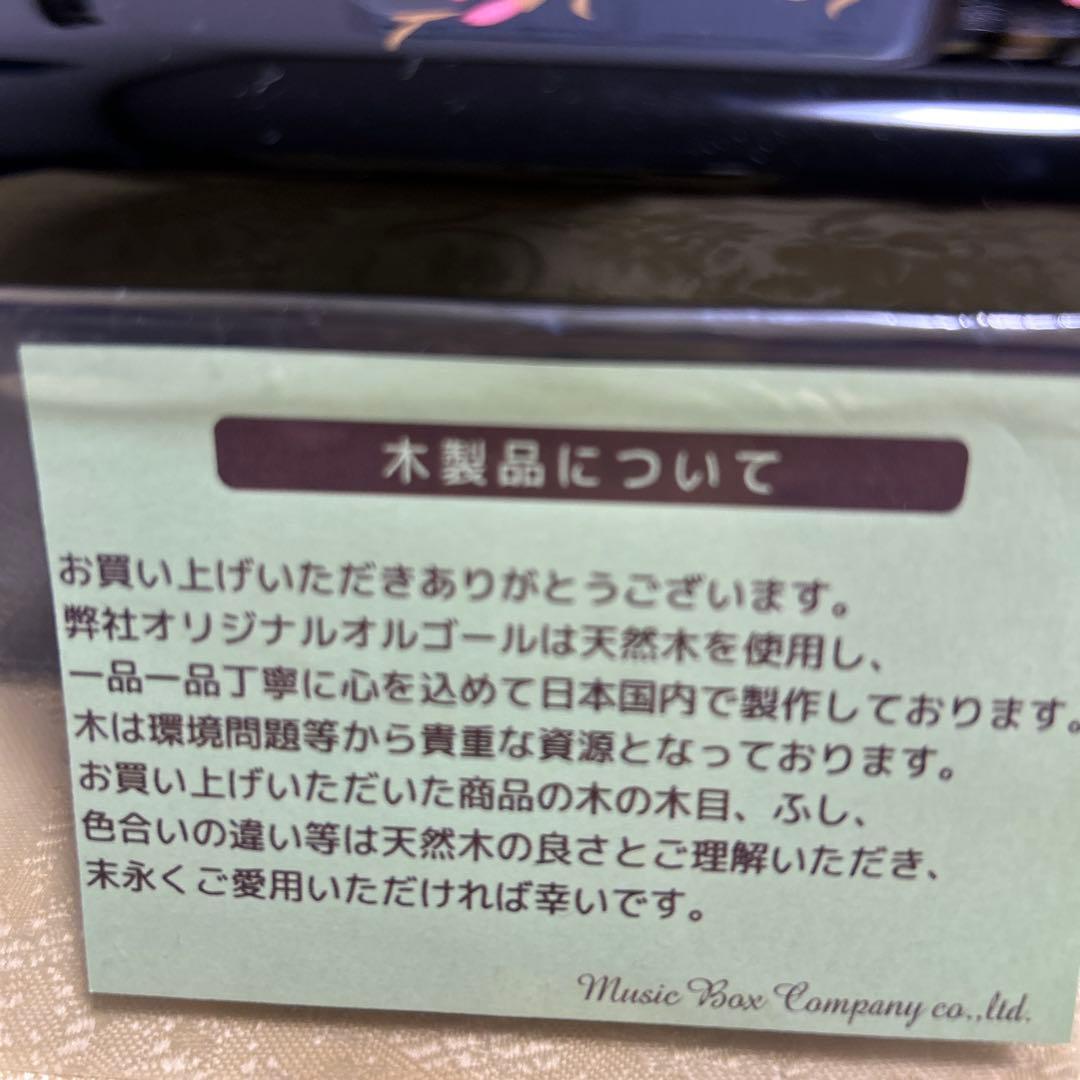 木製品について
お買い上げいただきありがとうございます。
弊社オリジナルオルゴールは天然木を使用し、
一品一品丁寧に心を込めて日本国内で製作しております。
木は環境問題等から貴重な資源となっております。
お買い上げいただいた商品の木の木目、ふし、
色合いの違い等は天然木の良さとご理解いただき、
末永くご愛用いただければ幸いです。
Music Box Company co.,ltd.